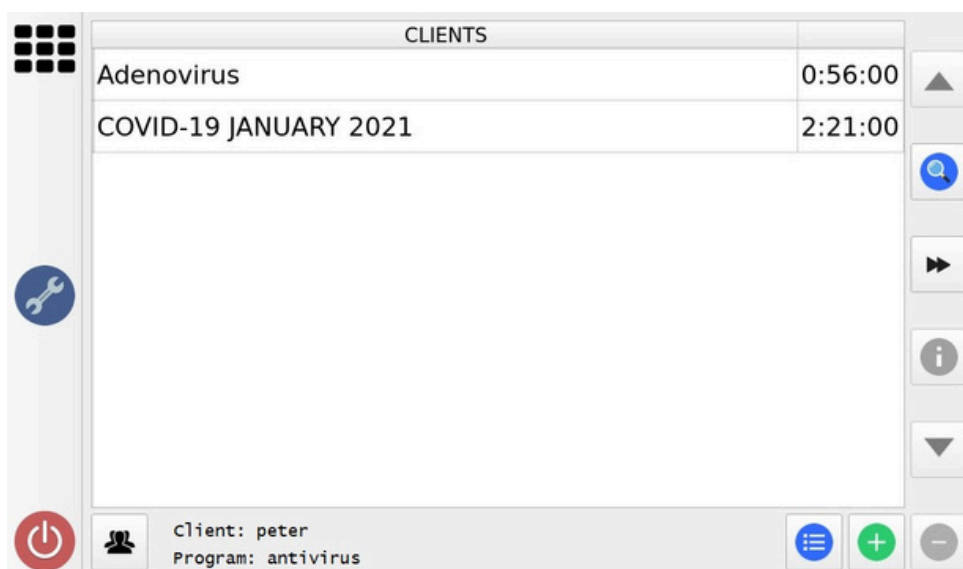 CLIENTS
Adenovirus 0:56:00
COVID-19 JANUARY 2021 2:21:00
Client: peter
Program: antivirus